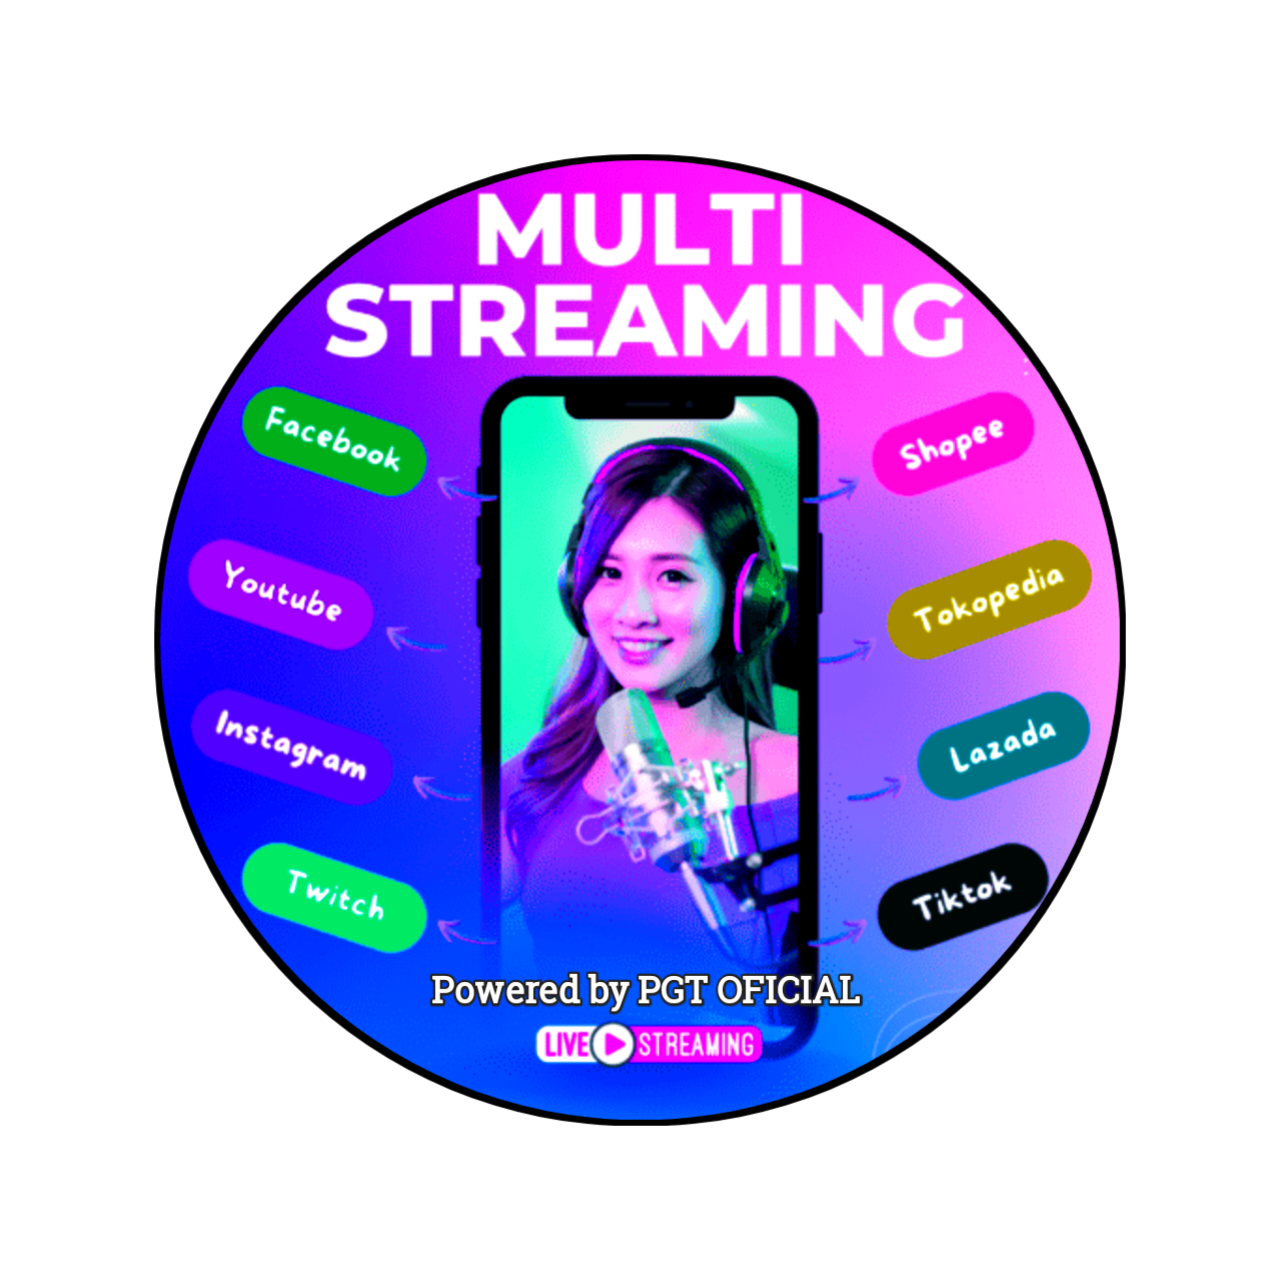 MULTI
STREAMING
Facebook
Shopee
Youtube
Tokopedia
Instagram
Lazada
Twitch
Tiktok
Powered by PGT OFICIAL
LIVE STREAMING